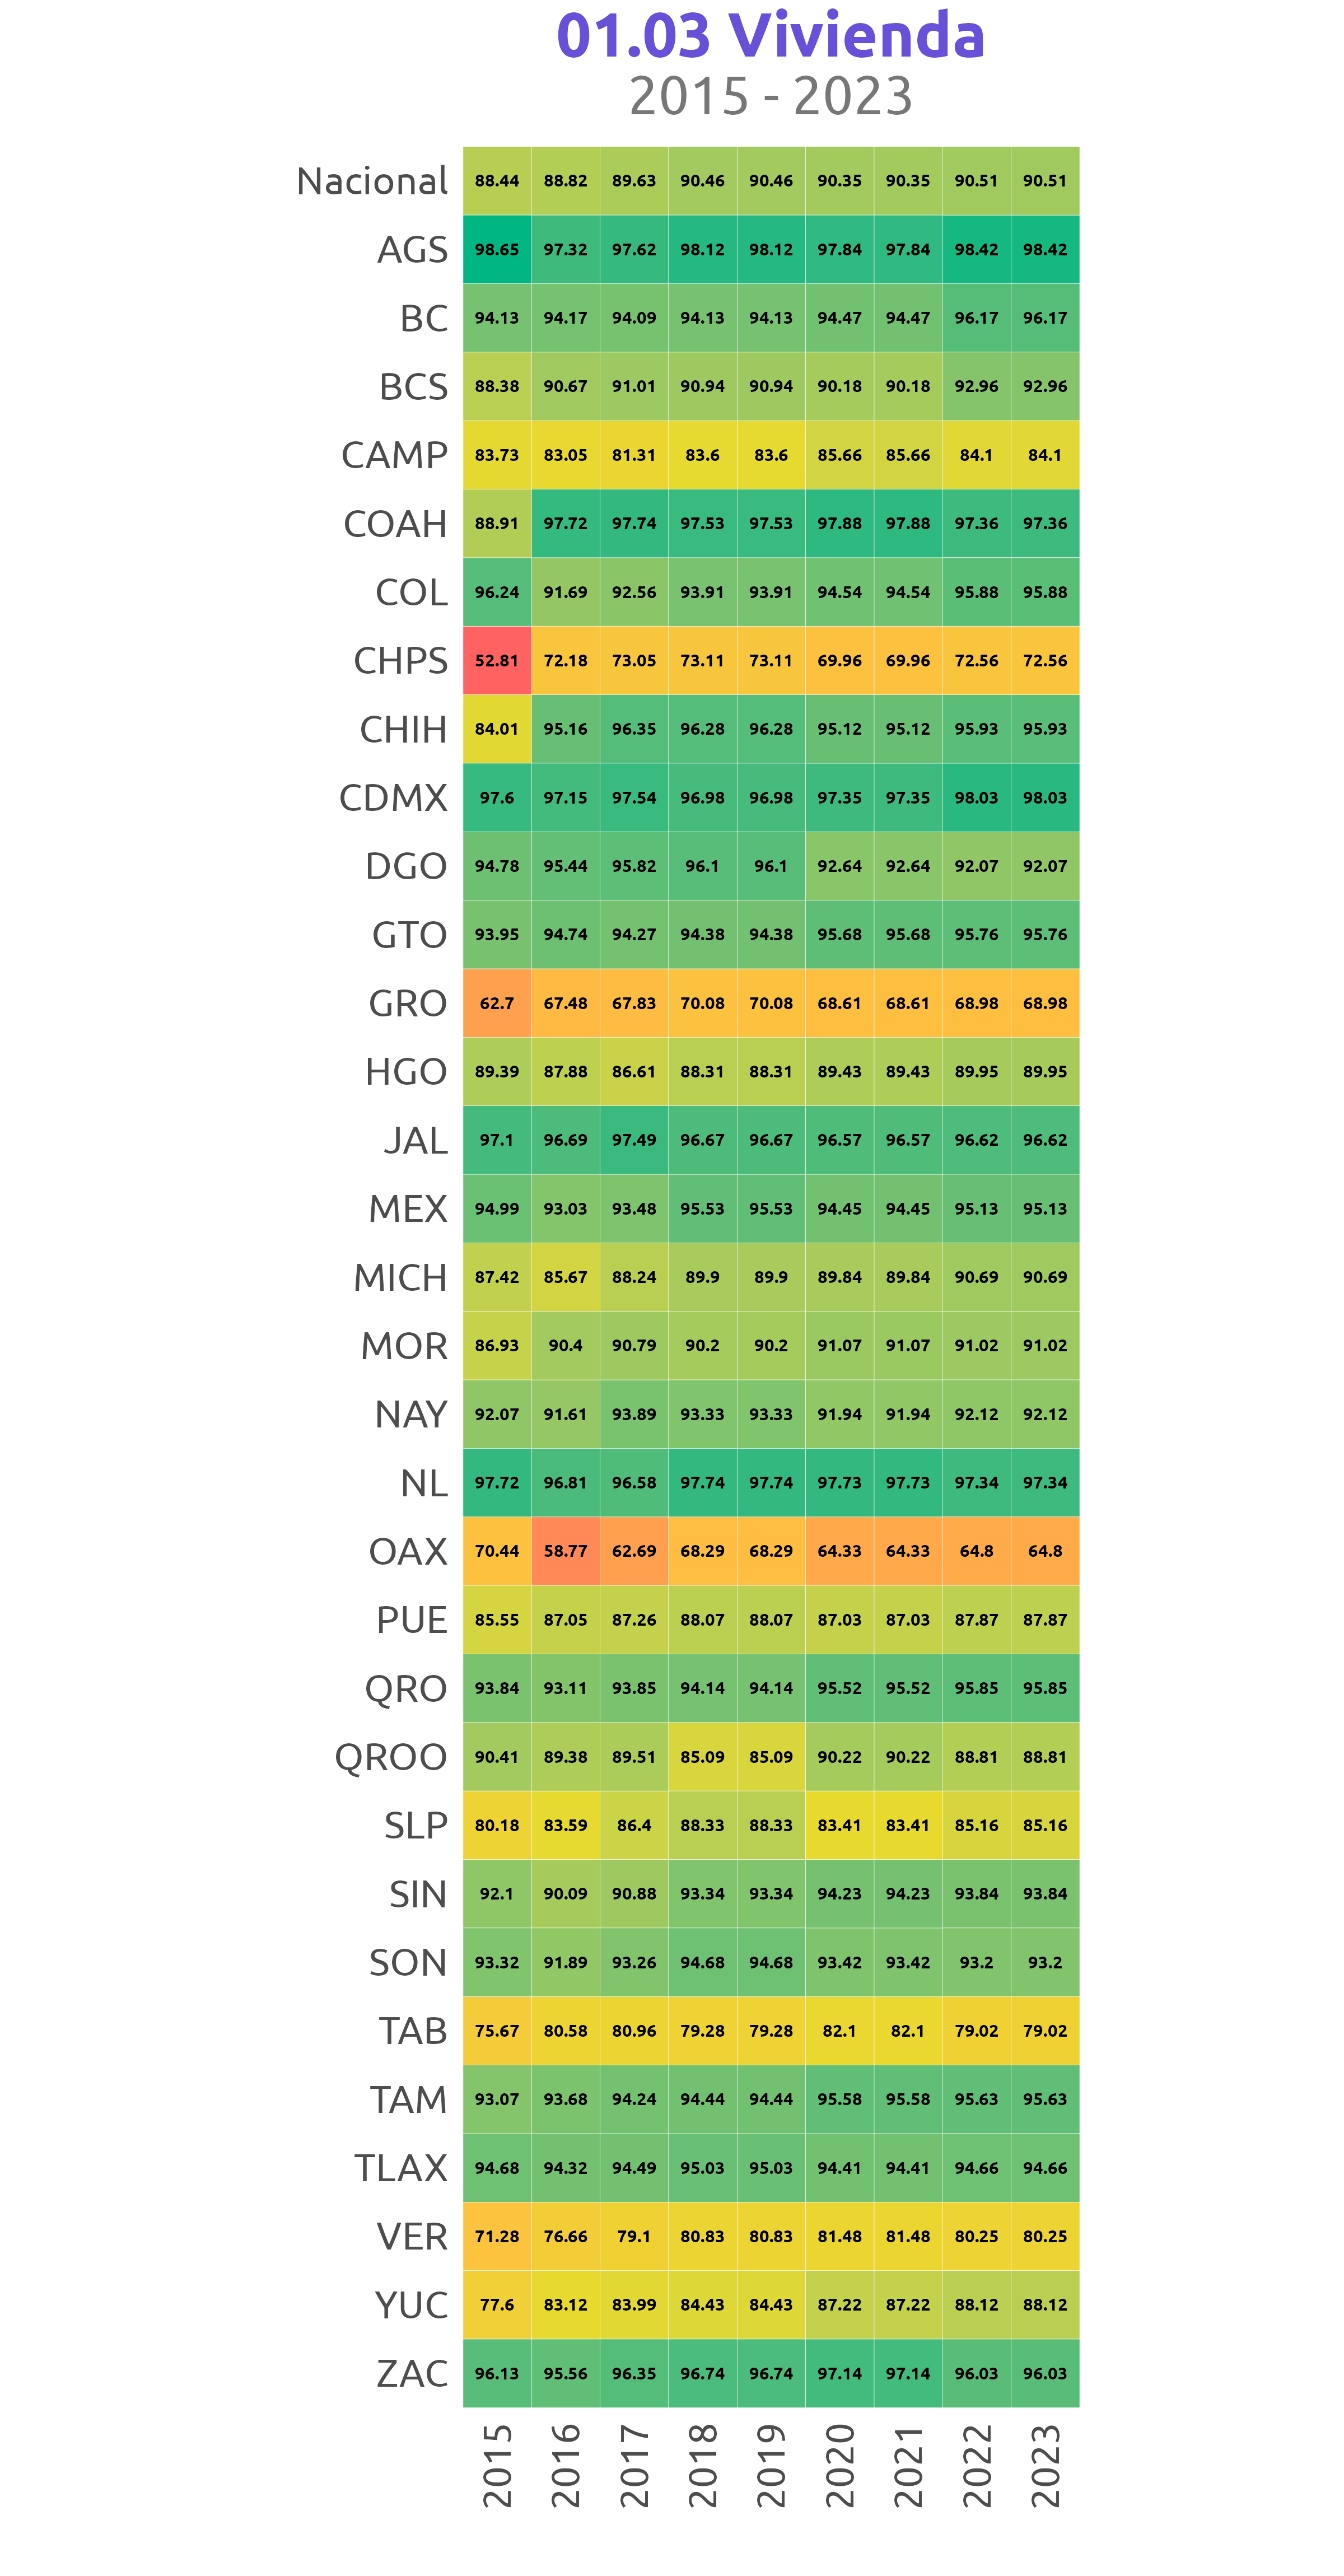 01.03 Vivienda
2015 - 2023
Nacional 88.44 88.82 89.63 90.46 90.46 90.35 90.35 90.51 90.51
AGS 98.65 97.32 97.62 98.12 98.12 97.84 97.84 98.42 98.42
BC 94.13 94.17 94.09 94.13 94.13 94.47 94.47 96.17 96.17
BCS 88.38 90.67 91.01 90.94 90.94 90.18 90.18 92.96 92.96
CAMP 83.73 83.05 81.31 83.6 83.6 85.66 85.66 84.1 84.1
COAH 88.91 97.72 97.74 97.53 97.53 97.88 97.88 97.36 97.36
COL 96.24 91.69 92.56 93.91 93.91 94.54 94.54 95.88 95.88
CHPS 52.81 72.18 73.05 73.11 73.11 69.96 69.96 72.56 72.56
CHIH 84.01 95.16 96.35 96.28 96.28 95.12 95.12 95.93 95.93
CDMX 97.6 97.15 97.54 96.98 96.98 97.35 97.35 98.03 98.03
DGO 94.78 95.44 95.82 96.1 96.1 92.64 92.64 92.07 92.07
GTO 93.95 94.74 94.27 94.38 94.38 95.68 95.68 95.76 95.76
GRO 62.7 67.48 67.83 70.08 70.08 68.61 68.61 68.98 68.98
HGO 89.39 87.88 86.61 88.31 88.31 89.43 89.43 89.95 89.95
JAL 97.1 96.69 97.49 96.67 96.67 96.57 96.57 96.62 96.62
MEX 94.99 93.03 93.48 95.53 95.53 94.45 94.45 95.13 95.13
MICH 87.42 85.67 88.24 89.9 89.9 89.84 89.84 90.69 90.69
MOR 86.93 90.4 90.79 90.2 90.2 91.07 91.07 91.02 91.02
NAY 92.07 91.61 93.89 93.33 93.33 91.94 91.94 92.12 92.12
NL 97.72 96.81 96.58 97.74 97.74 97.73 97.73 97.34 97.34
OAX 70.44 58.77 62.69 68.29 68.29 64.33 64.33 64.8 64.8
PUE 85.55 87.05 87.26 88.07 88.07 87.03 87.03 87.87 87.87
QRO 93.84 93.11 93.85 94.14 94.14 95.52 95.52 95.85 95.85
QROO 90.41 89.38 89.51 85.09 85.09 90.22 90.22 88.81 88.81
SLP 80.18 83.59 86.4 88.33 88.33 83.41 83.41 85.16 85.16
SIN 92.1 90.09 90.88 93.34 93.34 94.23 94.23 93.84 93.84
SON 93.32 91.89 93.26 94.68 94.68 93.42 93.42 93.2 93.2
TAB 75.67 80.58 80.96 79.28 79.28 82.1 82.1 79.02 79.02
TAM 93.07 93.68 94.24 94.44 94.44 95.58 95.58 95.63 95.63
TLAX 94.68 94.32 94.49 95.03 95.03 94.41 94.41 94.66 94.66
VER 71.28 76.66 79.1 80.83 80.83 81.48 81.48 80.25 80.25
YUC 77.6 83.12 83.99 84.43 84.43 87.22 87.22 88.12 88.12
ZAC 96.13 95.56 96.35 96.74 96.74 97.14 97.14 96.03 96.03
2015 2016 2017 2018 2019 2020 2021 2022 2023